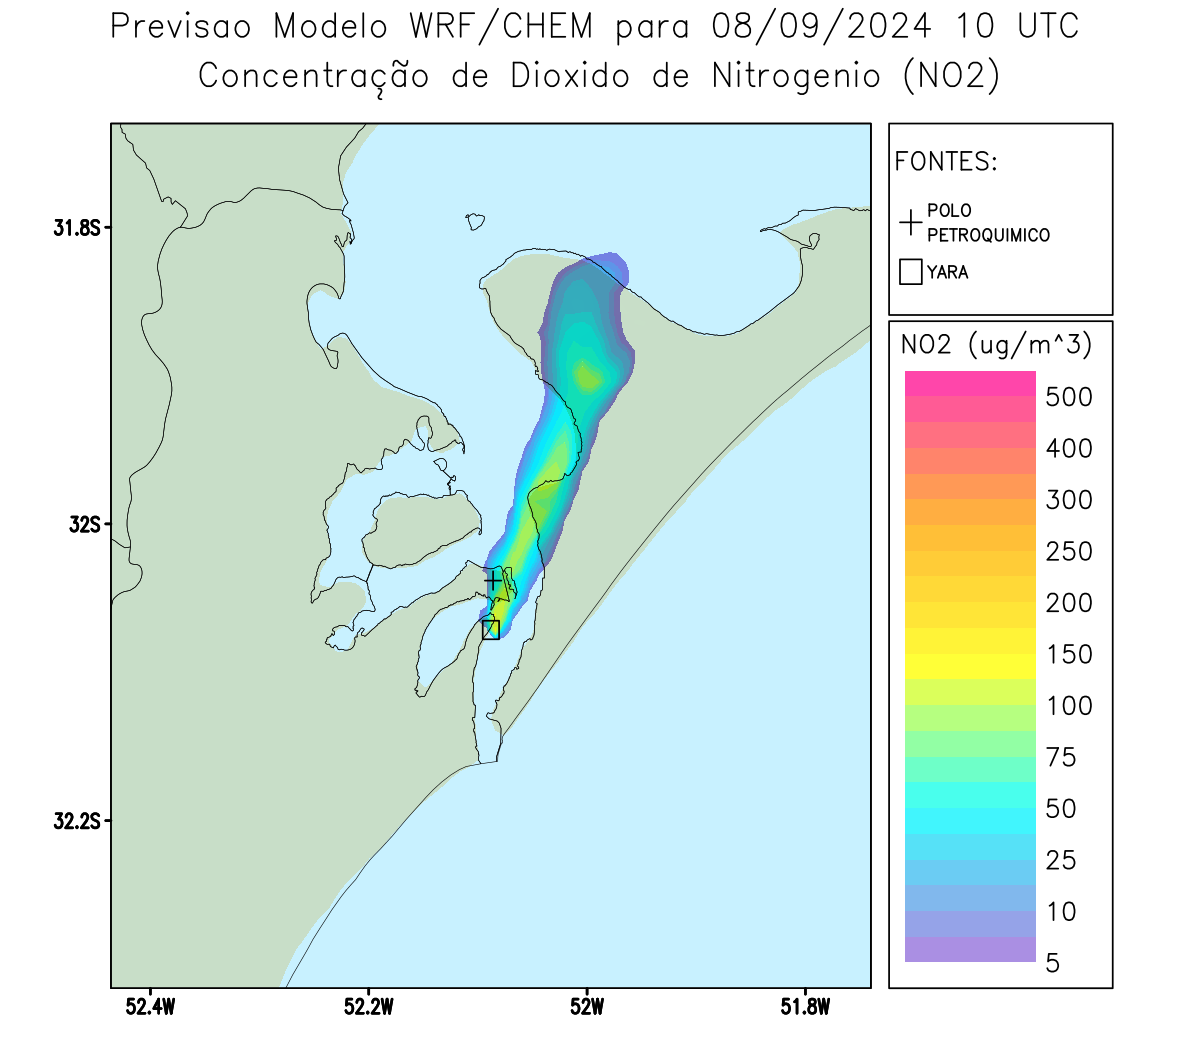 Previsao Modelo WRF/CHEM para 08/09/2024 10 UTC
Concentração de Dioxido de Nitrogenio (NO2)
FONTES:
POLO
PETROQUIMICO
YARA
NO2 (ug/m^3)
500
400
300
250
200
150
100
75
50
25
10
5
31.8S
32S
32.2S
52.4W
52.2W
52W
51.8W